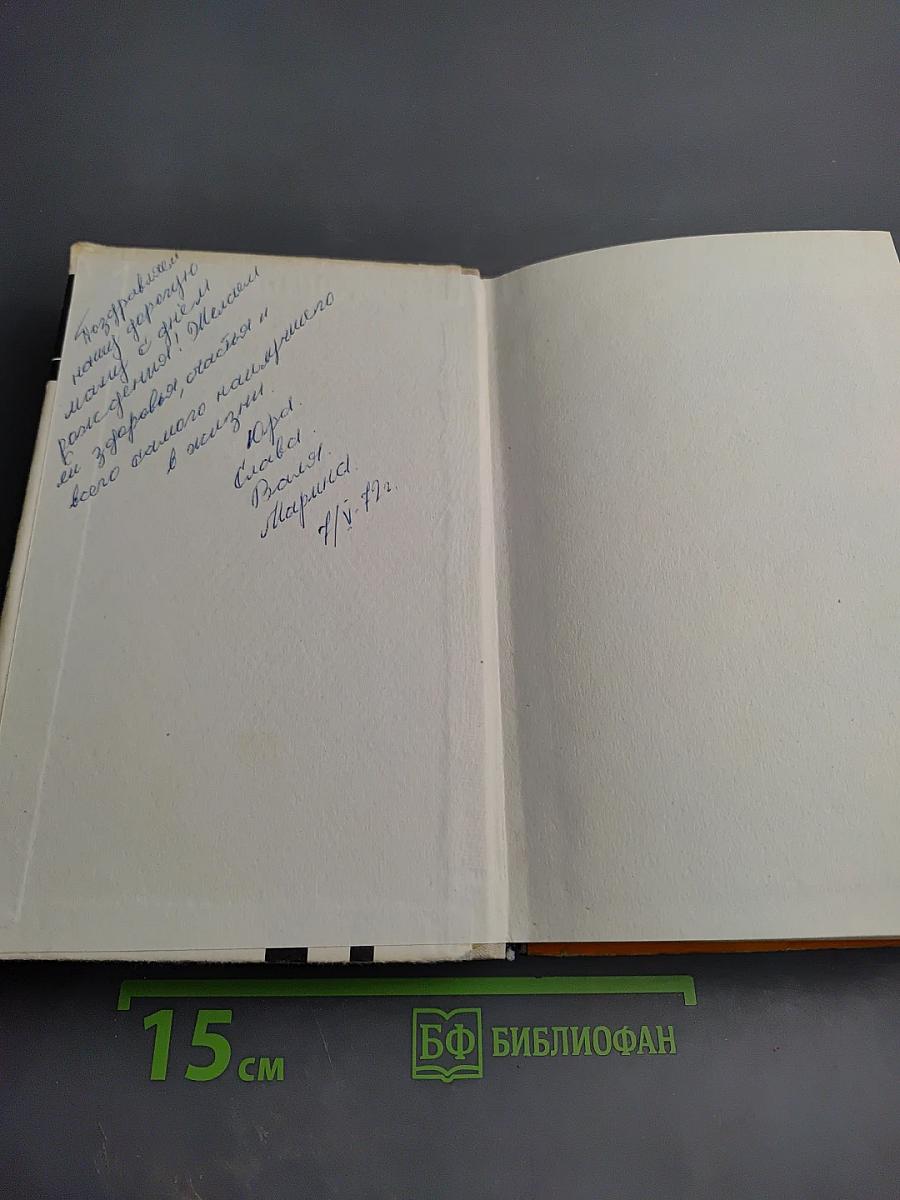 Поздравляем
нашу дорогую
маму с днём
рождения! Желаем
ей здоровья, счастья и
всего самого наилучшего
в жизни.
Юра.
Слава.
Валя.
Марина.
7/V-72г.
15 см
БФ БИБЛИОФАН